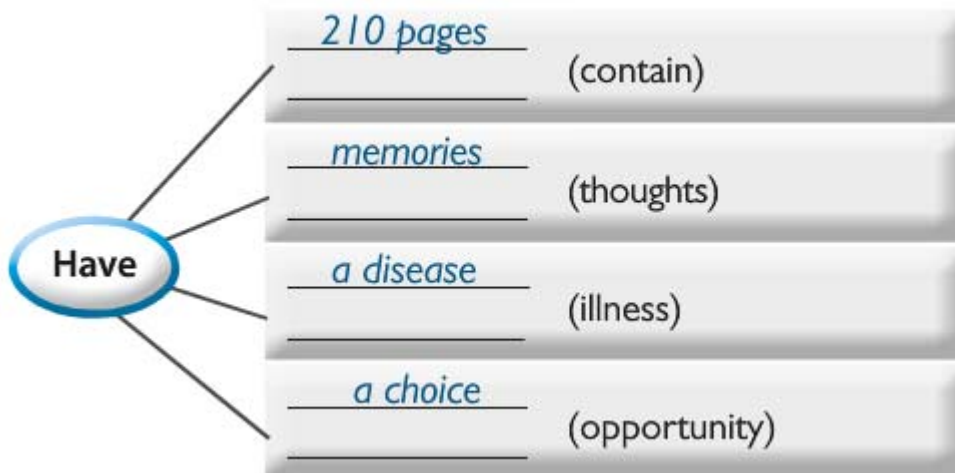 210 pages
(contain)
memories
(thoughts)
Have
a disease
(illness)
a choice
(opportunity)